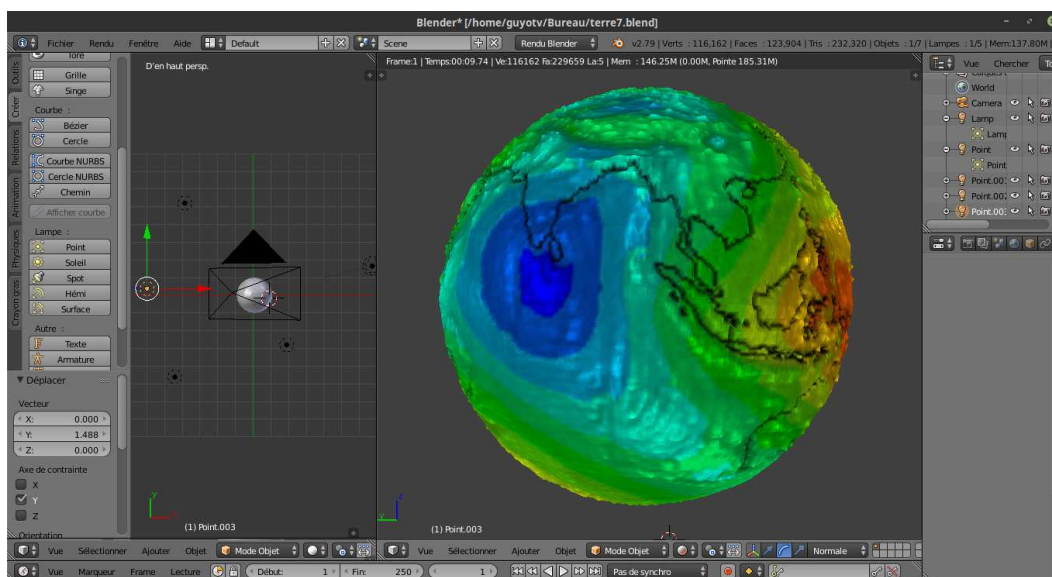 Blender* [/home/guyotv/Bureau/terre7.blend]
Fichier Rendu Fenêtre Aide Default Scene Rendu Blender v2.79 | Verts : 116,162 | Faces : 123,904 | Tris : 232,320 | Objets : 1/7 | Lampes : 1/5 | Mem:137.80M
Outils
Créer
Relations
Animation
Physiques
Crayon gras
Tore
Grille
Singe
Courbe :
Bézier
Cercle
Courbe NURBS
Cercle NURBS
Chemin
Afficher courbe
Lampe :
Point
Soleil
Spot
Hémi
Surface
Autre :
Texte
Armature
▼ Déplacer
Vecteur
X: 0.000
Y: 1.488
Z: 0.000
Axe de contrainte
X
Y
Z
Orientation
D'en haut persp.
y
(1) Point.003
Frame:1 | Temps:00:09.74 | Ve:116162 Fa:229659 La:5 | Mem : 146.25M (0.00M, Pointe 185.31M)
y
z
(1) Point.003
Vue Chercher
World
Camera
Lamp
Lamp
Point
Point
Point.00
Point.00
Point.00
Vue Sélectionner Ajouter Objet Mode Objet
Vue Sélectionner Ajouter Objet Mode Objet Normale
Vue Marqueur Frame Lecture Début: 1 Fin: 250 1 Pas de synchro